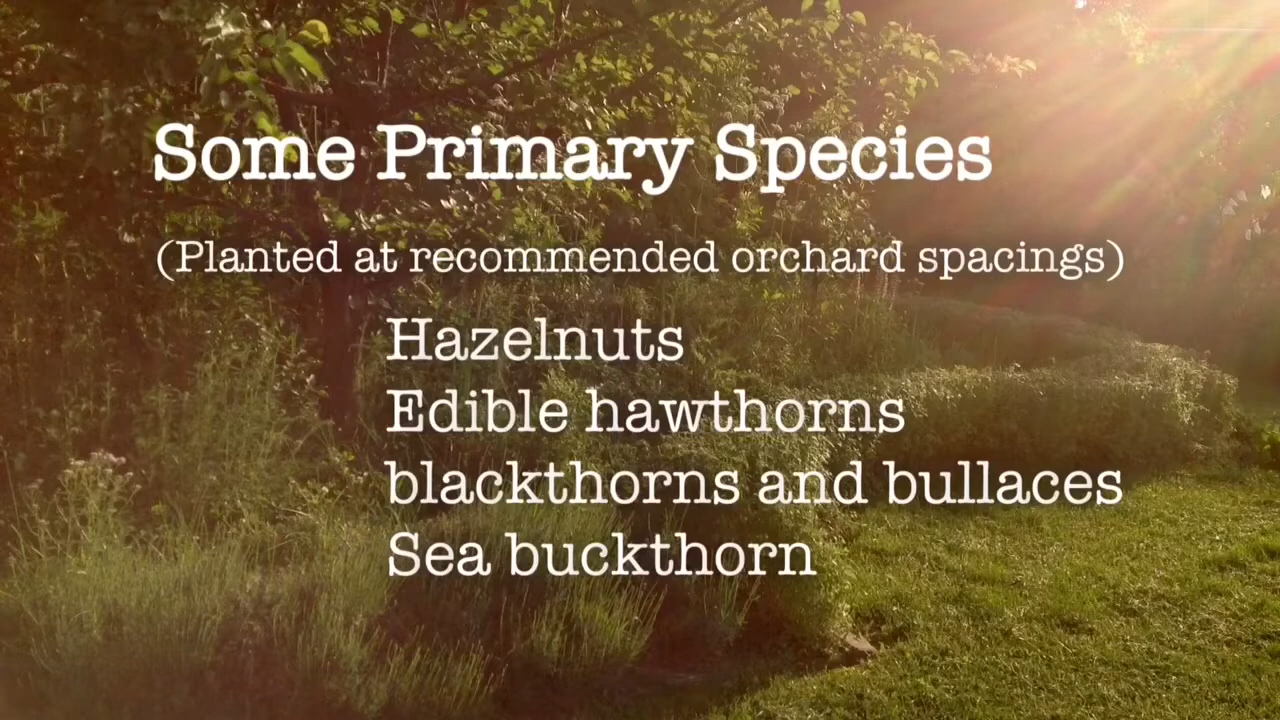 Some Primary Species
(Planted at recommended orchard spacings)
Hazelnuts
Edible hawthorns
blackthorns and bullaces
Sea buckthorn